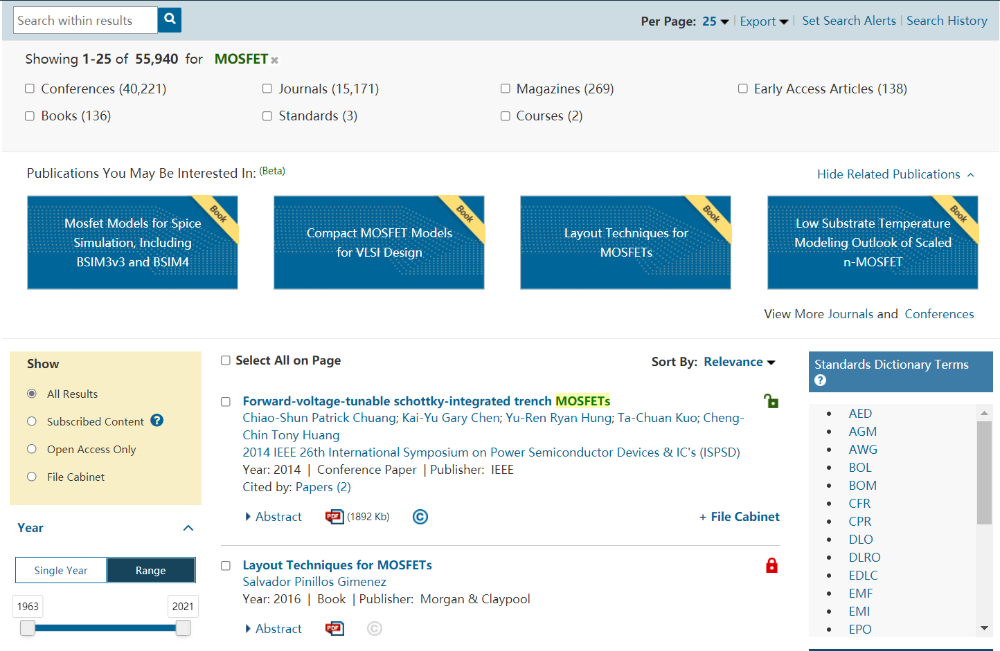 Search within results
Per Page: 25 | Export | Set Search Alerts | Search History
Showing 1-25 of 55,940 for MOSFET
Conferences (40,221)
Journals (15,171)
Magazines (269)
Early Access Articles (138)
Books (136)
Standards (3)
Courses (2)
Publications You May Be Interested In: (Beta)
Hide Related Publications
Book
Mosfet Models for Spice
Simulation, Including
BSIM3v3 and BSIM4
Book
Compact MOSFET Models
for VLSI Design
Book
Layout Techniques for
MOSFETs
Book
Low Substrate Temperature
Modeling Outlook of Scaled
n-MOSFET
View More Journals and Conferences
Show
All Results
Subscribed Content ?
Open Access Only
File Cabinet
Year
Single Year
Range
1963
2021
Select All on Page
Sort By: Relevance
Forward-voltage-tunable schottky-integrated trench MOSFETs
Chiao-Shun Patrick Chuang; Kai-Yu Gary Chen; Yu-Ren Ryan Hung; Ta-Chuan Kuo; Cheng-
Chin Tony Huang
2014 IEEE 26th International Symposium on Power Semiconductor Devices & IC's (ISPSD)
Year: 2014 | Conference Paper | Publisher: IEEE
Cited by: Papers (2)
Abstract
PDF (1892 Kb)
©
+ File Cabinet
Layout Techniques for MOSFETs
Salvador Pinillos Gimenez
Year: 2016 | Book | Publisher: Morgan & Claypool
Abstract
PDF
©
Standards Dictionary Terms
?
AED
AGM
AWG
BOL
BOM
CFR
CPR
DLO
DLRO
EDLC
EMF
EMI
EPO